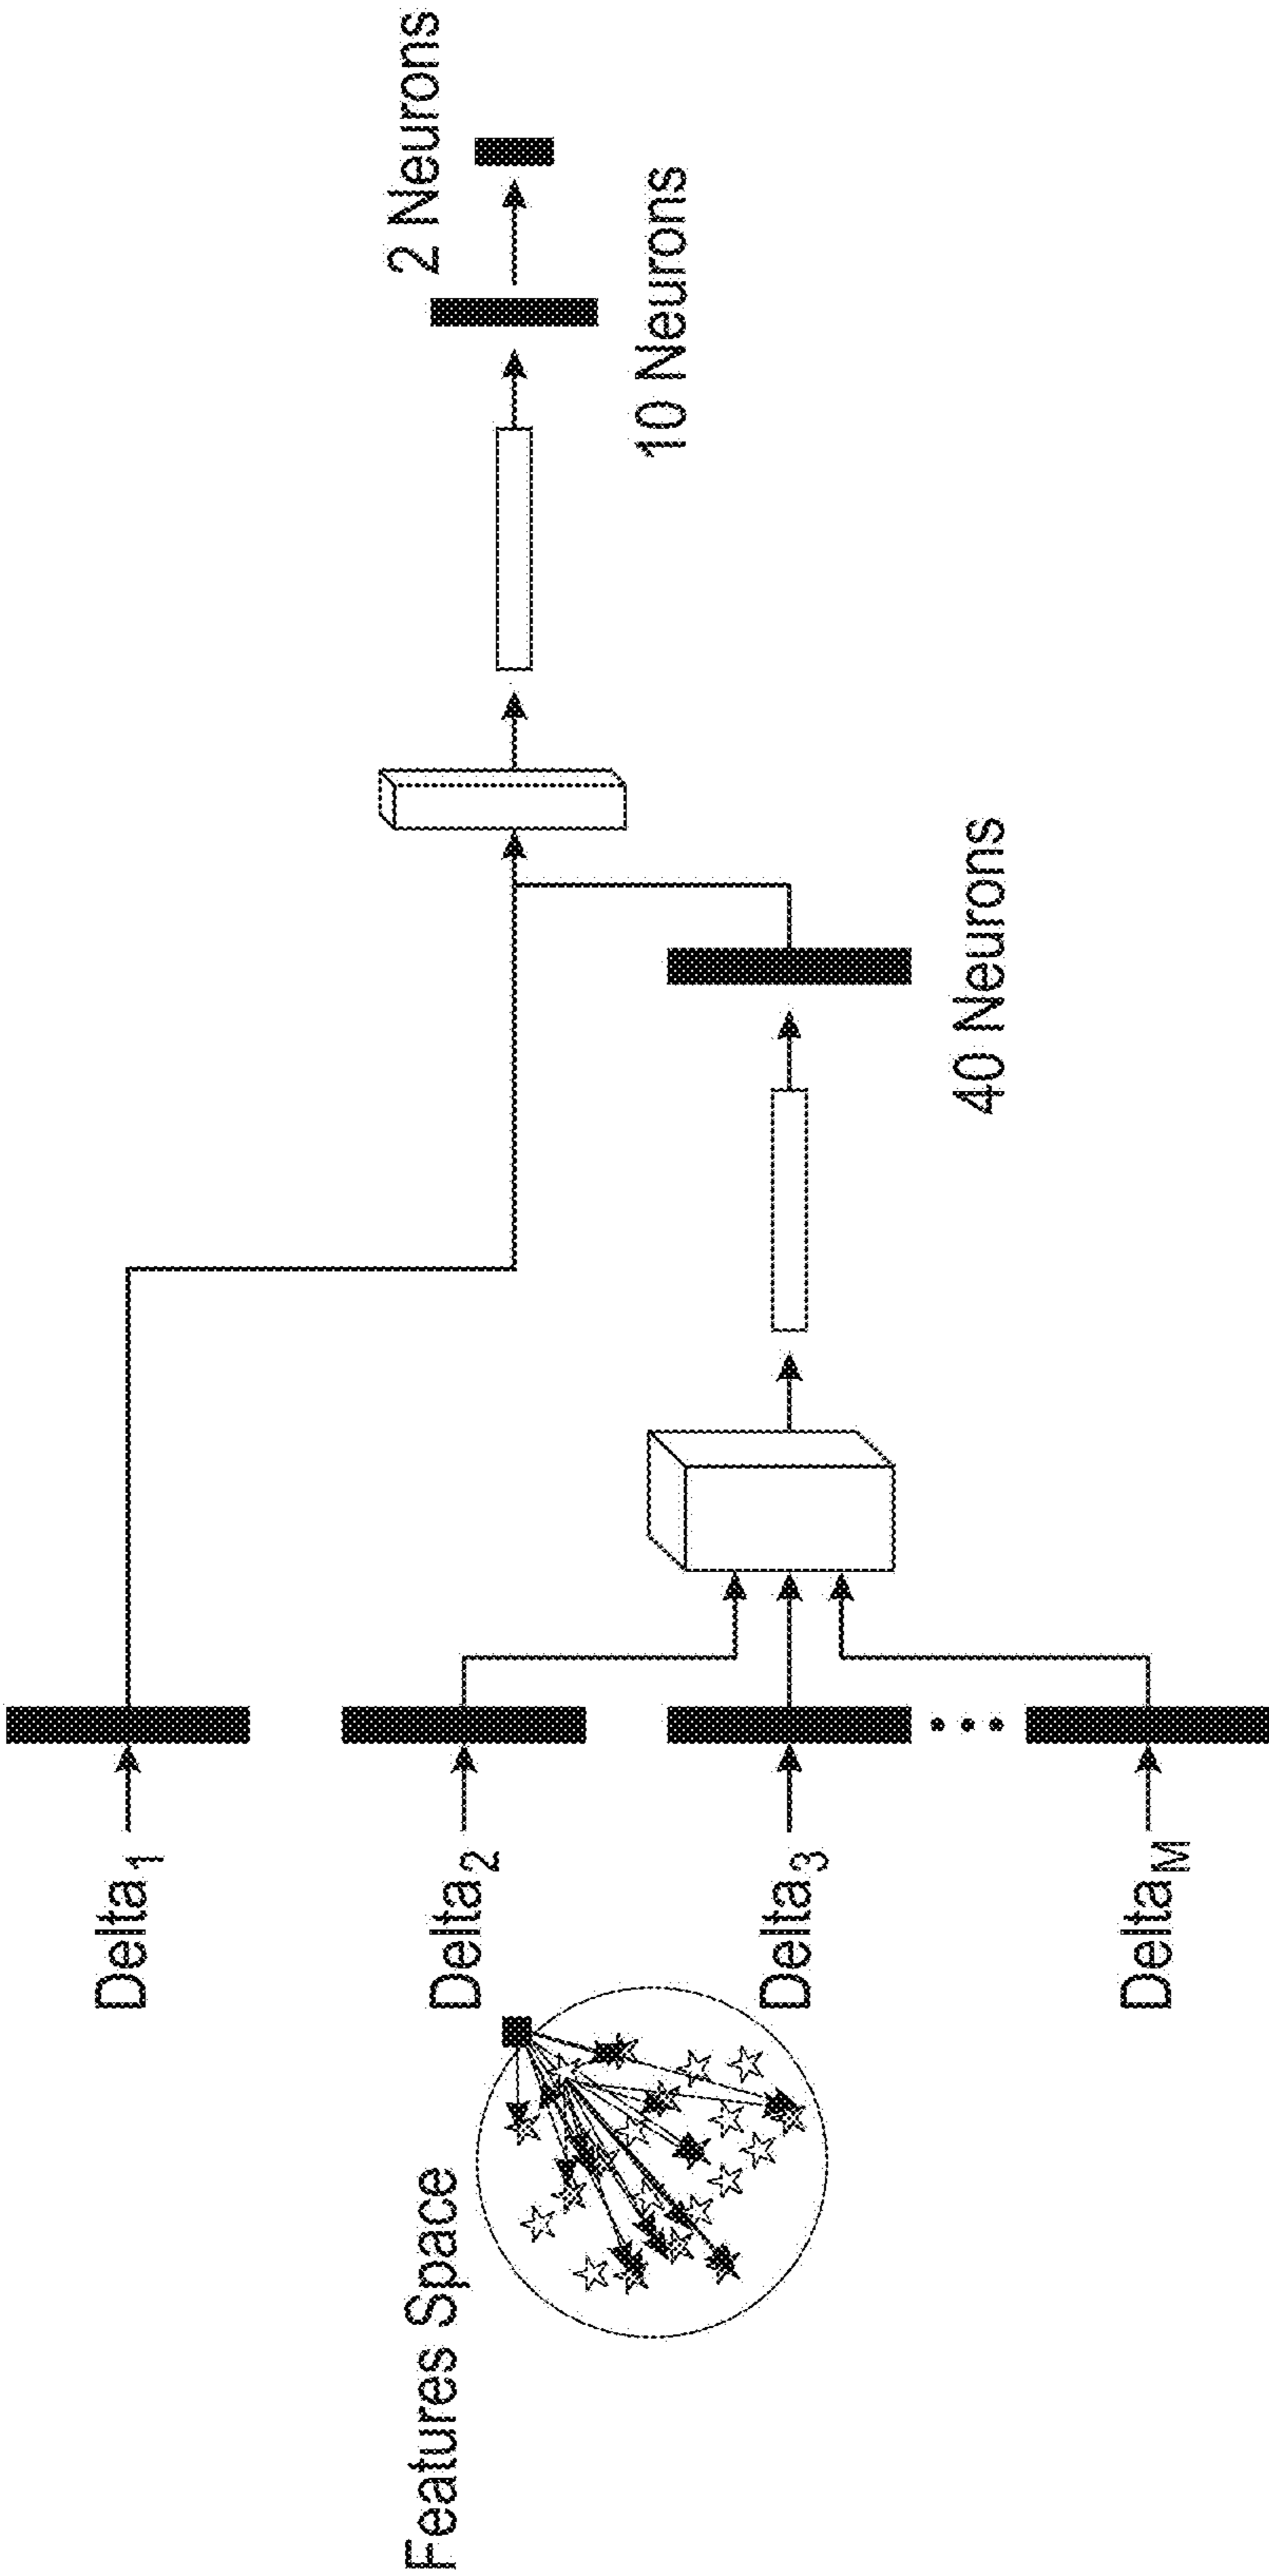 Features Space
Delta1
Delta2
Delta3
DeltaM
40 Neurons
10 Neurons
2 Neurons